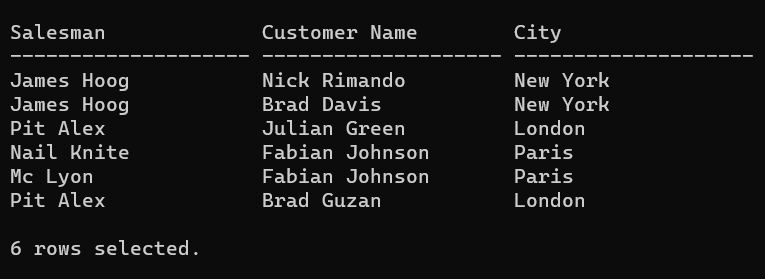 Salesman             Customer Name        City
-------------------- -------------------- --------------------
James Hoog           Nick Rimando         New York
James Hoog           Brad Davis           New York
Pit Alex             Julian Green         London
Nail Knite           Fabian Johnson       Paris
Mc Lyon              Fabian Johnson       Paris
Pit Alex             Brad Guzan           London

6 rows selected.